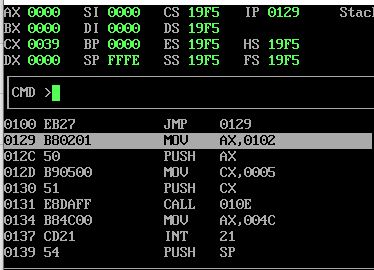 AX 0000 SI 0000 CS 19F5 IP 0129 Stac
BX 0000 DI 0000 DS 19F5
CX 0039 BP 0000 ES 19F5 HS 19F5
DX 0000 SP FFFE SS 19F5 FS 19F5
CMD >
0100 EB27 JMP 0129
0129 B80201 MOV AX,0102
012C 50 PUSH AX
012D B90500 MOV CX,0005
0130 51 PUSH CX
0131 E8DAFF CALL 010E
0134 B84C00 MOV AX,004C
0137 CD21 INT 21
0139 54 PUSH SP